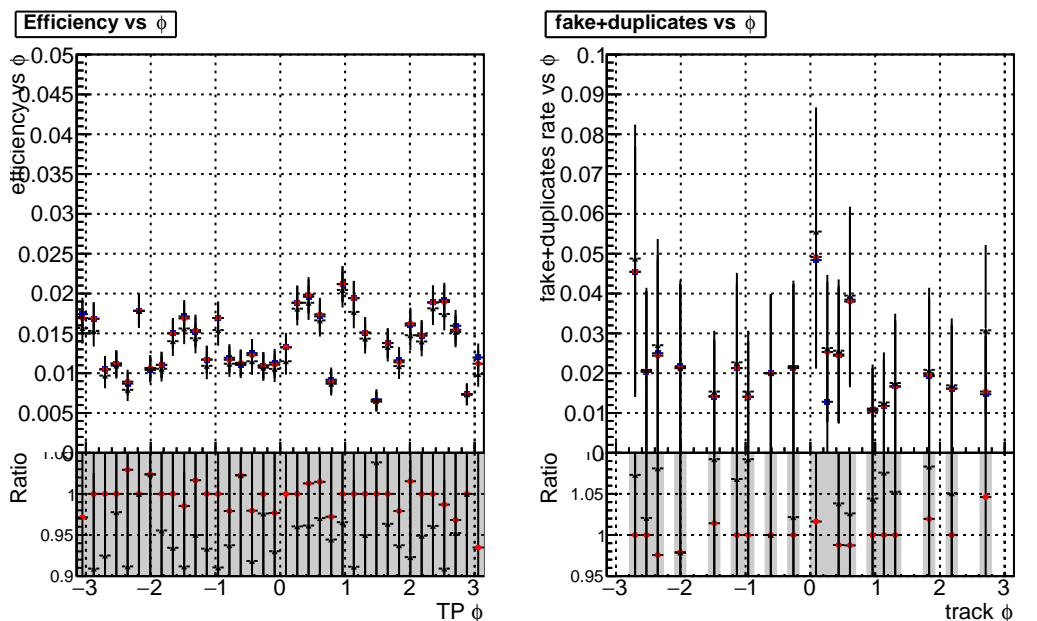 Efficiency vs ϕ
efficiency vs ϕ
0.05
0.045
0.04
0.035
0.03
0.025
0.02
0.015
0.01
0.005
0
Ratio
1
0.95
0.9
−3 −2 −1 0 1 2 3
TP ϕ
fake+duplicates vs ϕ
fake+duplicates rate vs ϕ
0.1
0.09
0.08
0.07
0.06
0.05
0.04
0.03
0.02
0.01
0
Ratio
1.05
1
0.95
−3 −2 −1 0 1 2 3
track ϕ